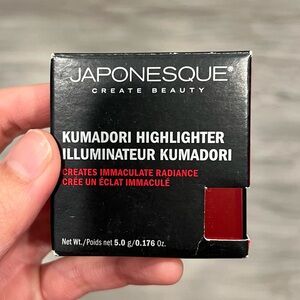 JAPONESQUE®
CREATE BEAUTY
KUMADORI HIGHLIGHTER
ILLUMINATEUR KUMADORI
CREATES IMMACULATE RADIANCE
CRÉE UN ÉCLAT IMMACULÉ
Net Wt./Poids net 5.0 g/0.176 Oz.